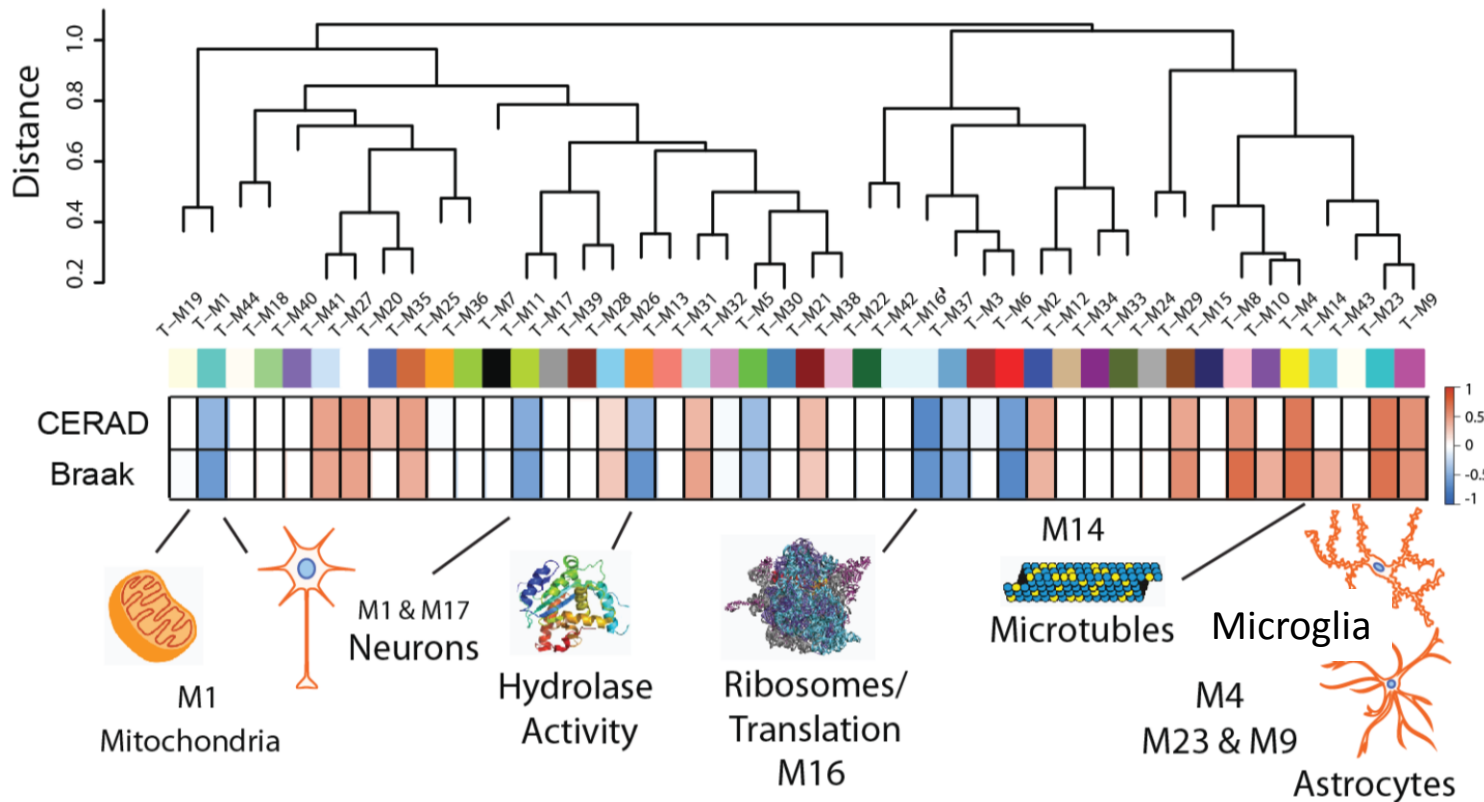 Distance
1.0
0.8
0.6
0.4
0.2
T–M19
T–M1
T–M44
T–M18
T–M40
T–M41
T–M27
T–M20
T–M35
T–M25
T–M36
T–M7
T–M11
T–M17
T–M39
T–M28
T–M26
T–M13
T–M31
T–M32
T–M5
T–M30
T–M21
T–M38
T–M22
T–M42
T–M16
T–M37
T–M3
T–M6
T–M2
T–M12
T–M34
T–M33
T–M24
T–M29
T–M15
T–M8
T–M10
T–M4
T–M14
T–M43
T–M23
T–M9
CERAD
Braak
1
0.5
0
-0.5
-1
M1
Mitochondria
M1 & M17
Neurons
Hydrolase
Activity
Ribosomes/
Translation
M16
M14
Microtubles
Microglia
M4
M23 & M9
Astrocytes